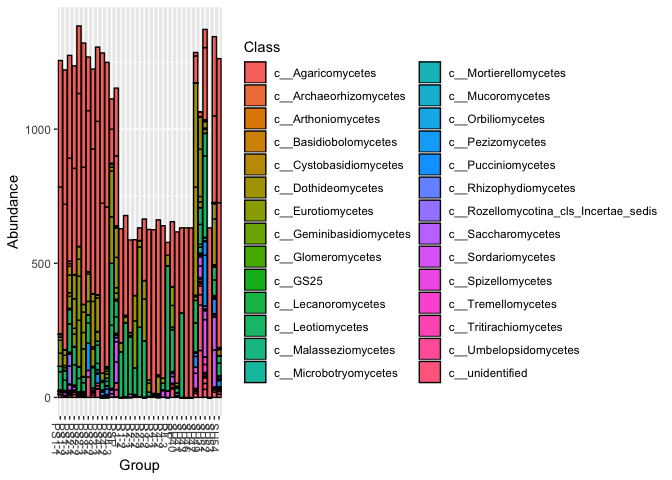 Class
c__Agaricomycetes
c__Archaeorhizomycetes
c__Arthoniomycetes
c__Basidiobolomycetes
c__Cystobasidiomycetes
c__Dothideomycetes
c__Eurotiomycetes
c__Geminibasidiomycetes
c__Glomeromycetes
c__GS25
c__Lecanoromycetes
c__Leotiomycetes
c__Malasseziomycetes
c__Microbotryomycetes
c__Mortierellomycetes
c__Mucoromycetes
c__Orbiliomycetes
c__Pezizomycetes
c__Pucciniomycetes
c__Rhizophydiomycetes
c__Rozellomycotina_cls_Incertae_sedis
c__Saccharomycetes
c__Sordariomycetes
c__Spizellomycetes
c__Tremellomycetes
c__Tritirachiomycetes
c__Umbelopsidomycetes
c__unidentified
Abundance
1000
500
0
Group